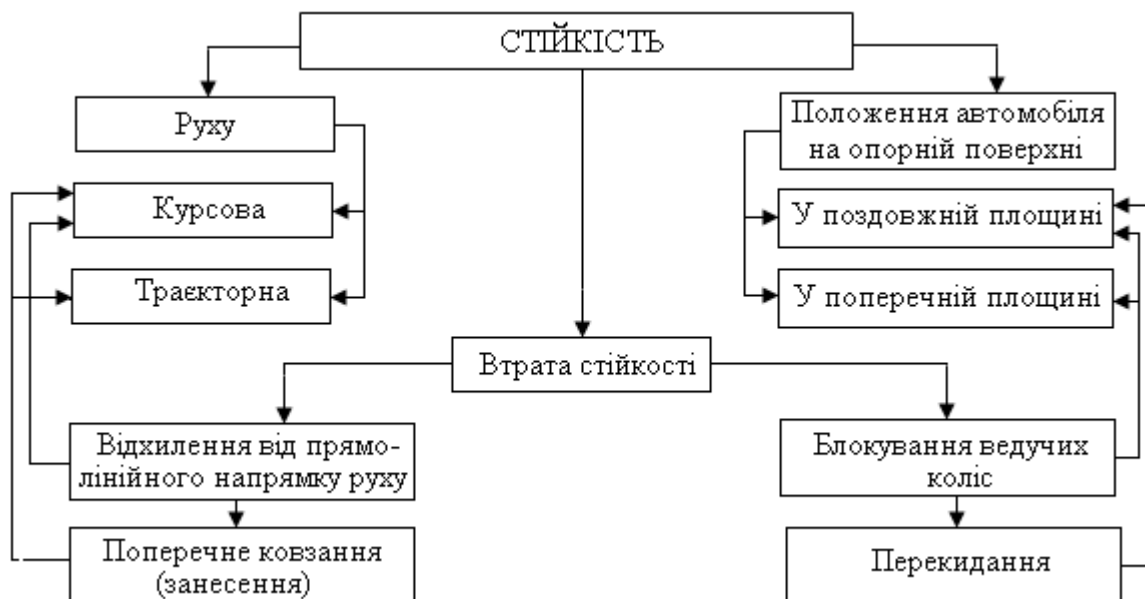 СТІЙКІСТЬ
Руху
Положення автомобіля
на опорній поверхні
Курсова
У поздовжній площині
Траєкторна
У поперечній площині
Втрата стійкості
Відхилення від прямо-
лінійного напрямку руху
Блокування ведучих
коліс
Поперечне ковзання
(занесення)
Перекидання